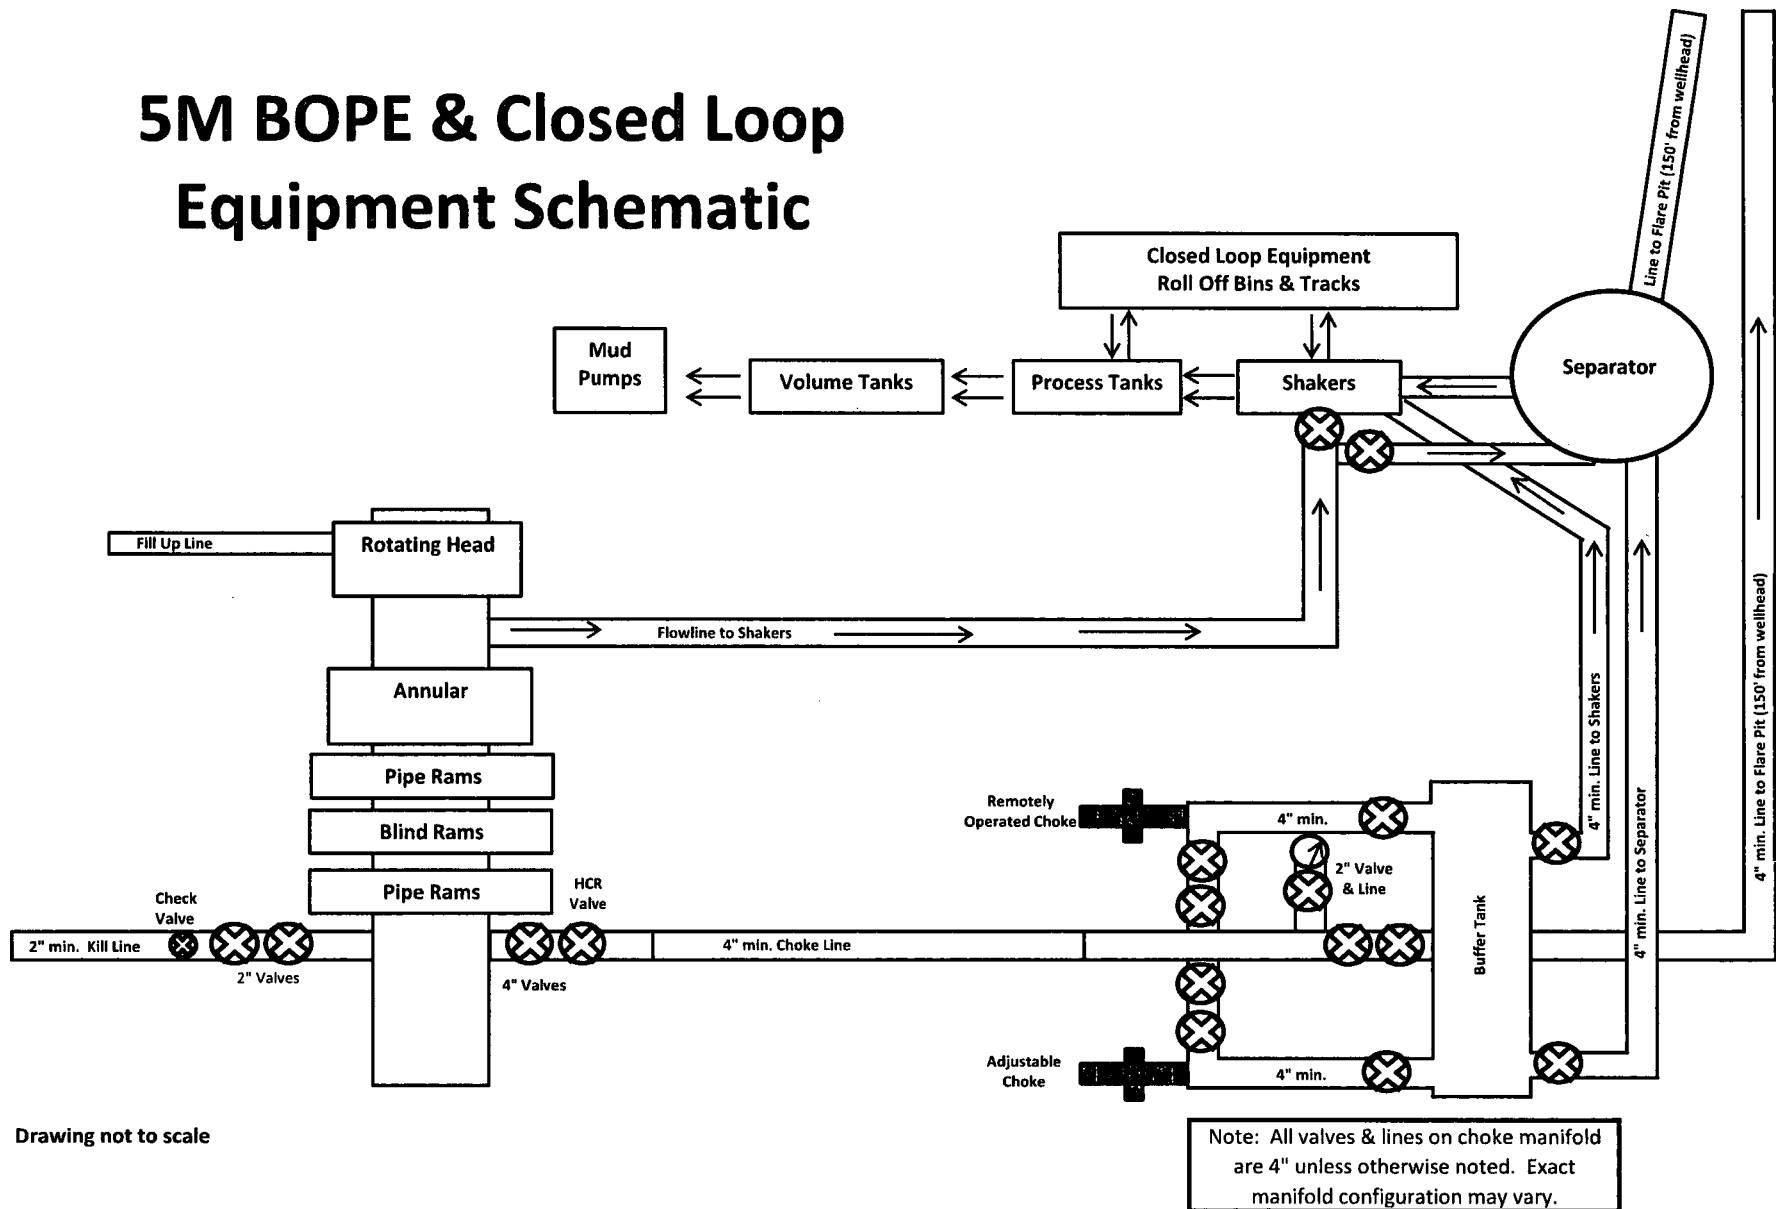 5M BOPE & Closed Loop
Equipment Schematic
Line to Flare Pit (150' from wellhead)
Closed Loop Equipment
Roll Off Bins & Tracks
Mud
Pumps
Volume Tanks
Process Tanks
Shakers
Separator
Fill Up Line
Rotating Head
Flowline to Shakers
Annular
Pipe Rams
Blind Rams
Pipe Rams
Check
Valve
HCR
Valve
2" min. Kill Line
2" Valves
4" Valves
4" min. Choke Line
Remotely
Operated Choke
4" min.
2" Valve
& Line
Buffer Tank
4" min. Line to Shakers
4" min. Line to Separator
4" min. Line to Flare Pit (150' from wellhead)
Adjustable
Choke
4" min.
Drawing not to scale
Note: All valves & lines on choke manifold
are 4" unless otherwise noted. Exact
manifold configuration may vary.